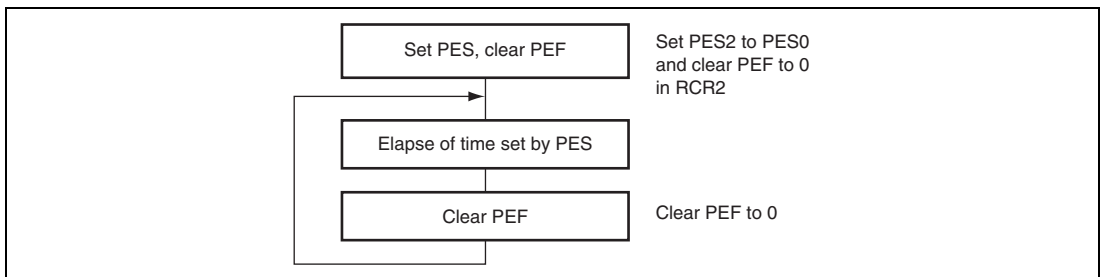 Set PES, clear PEF
Set PES2 to PES0
and clear PEF to 0
in RCR2
Elapse of time set by PES
Clear PEF
Clear PEF to 0